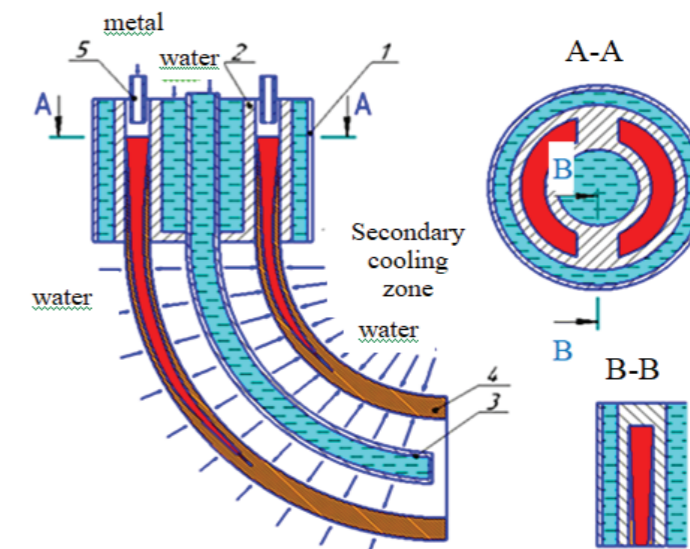 metal
5
water
2
1
A-A
A
A
B
Secondary
cooling
zone
water
water
B
B-B
4
3